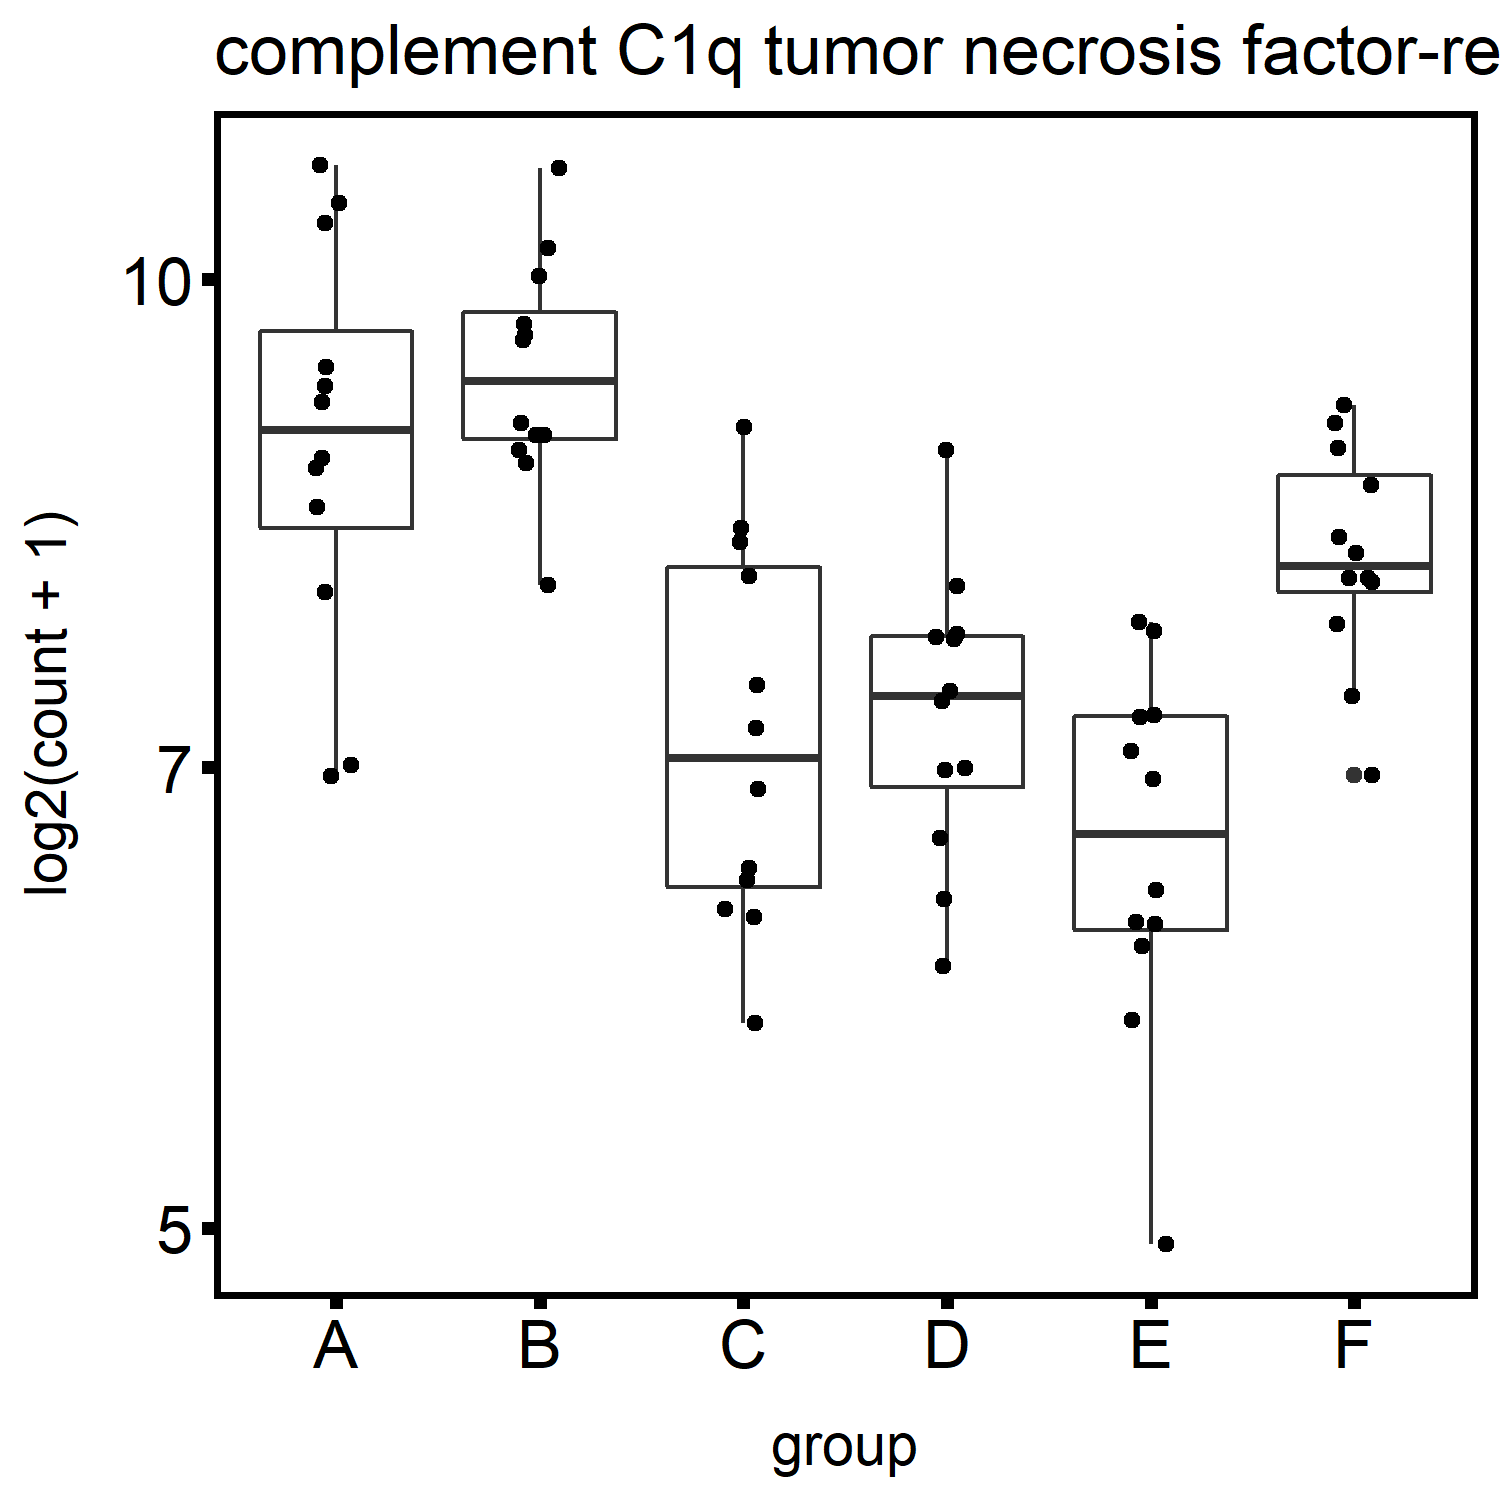 complement C1q tumor necrosis factor-re
log2(count + 1)
10
7
5
A B C D E F
group